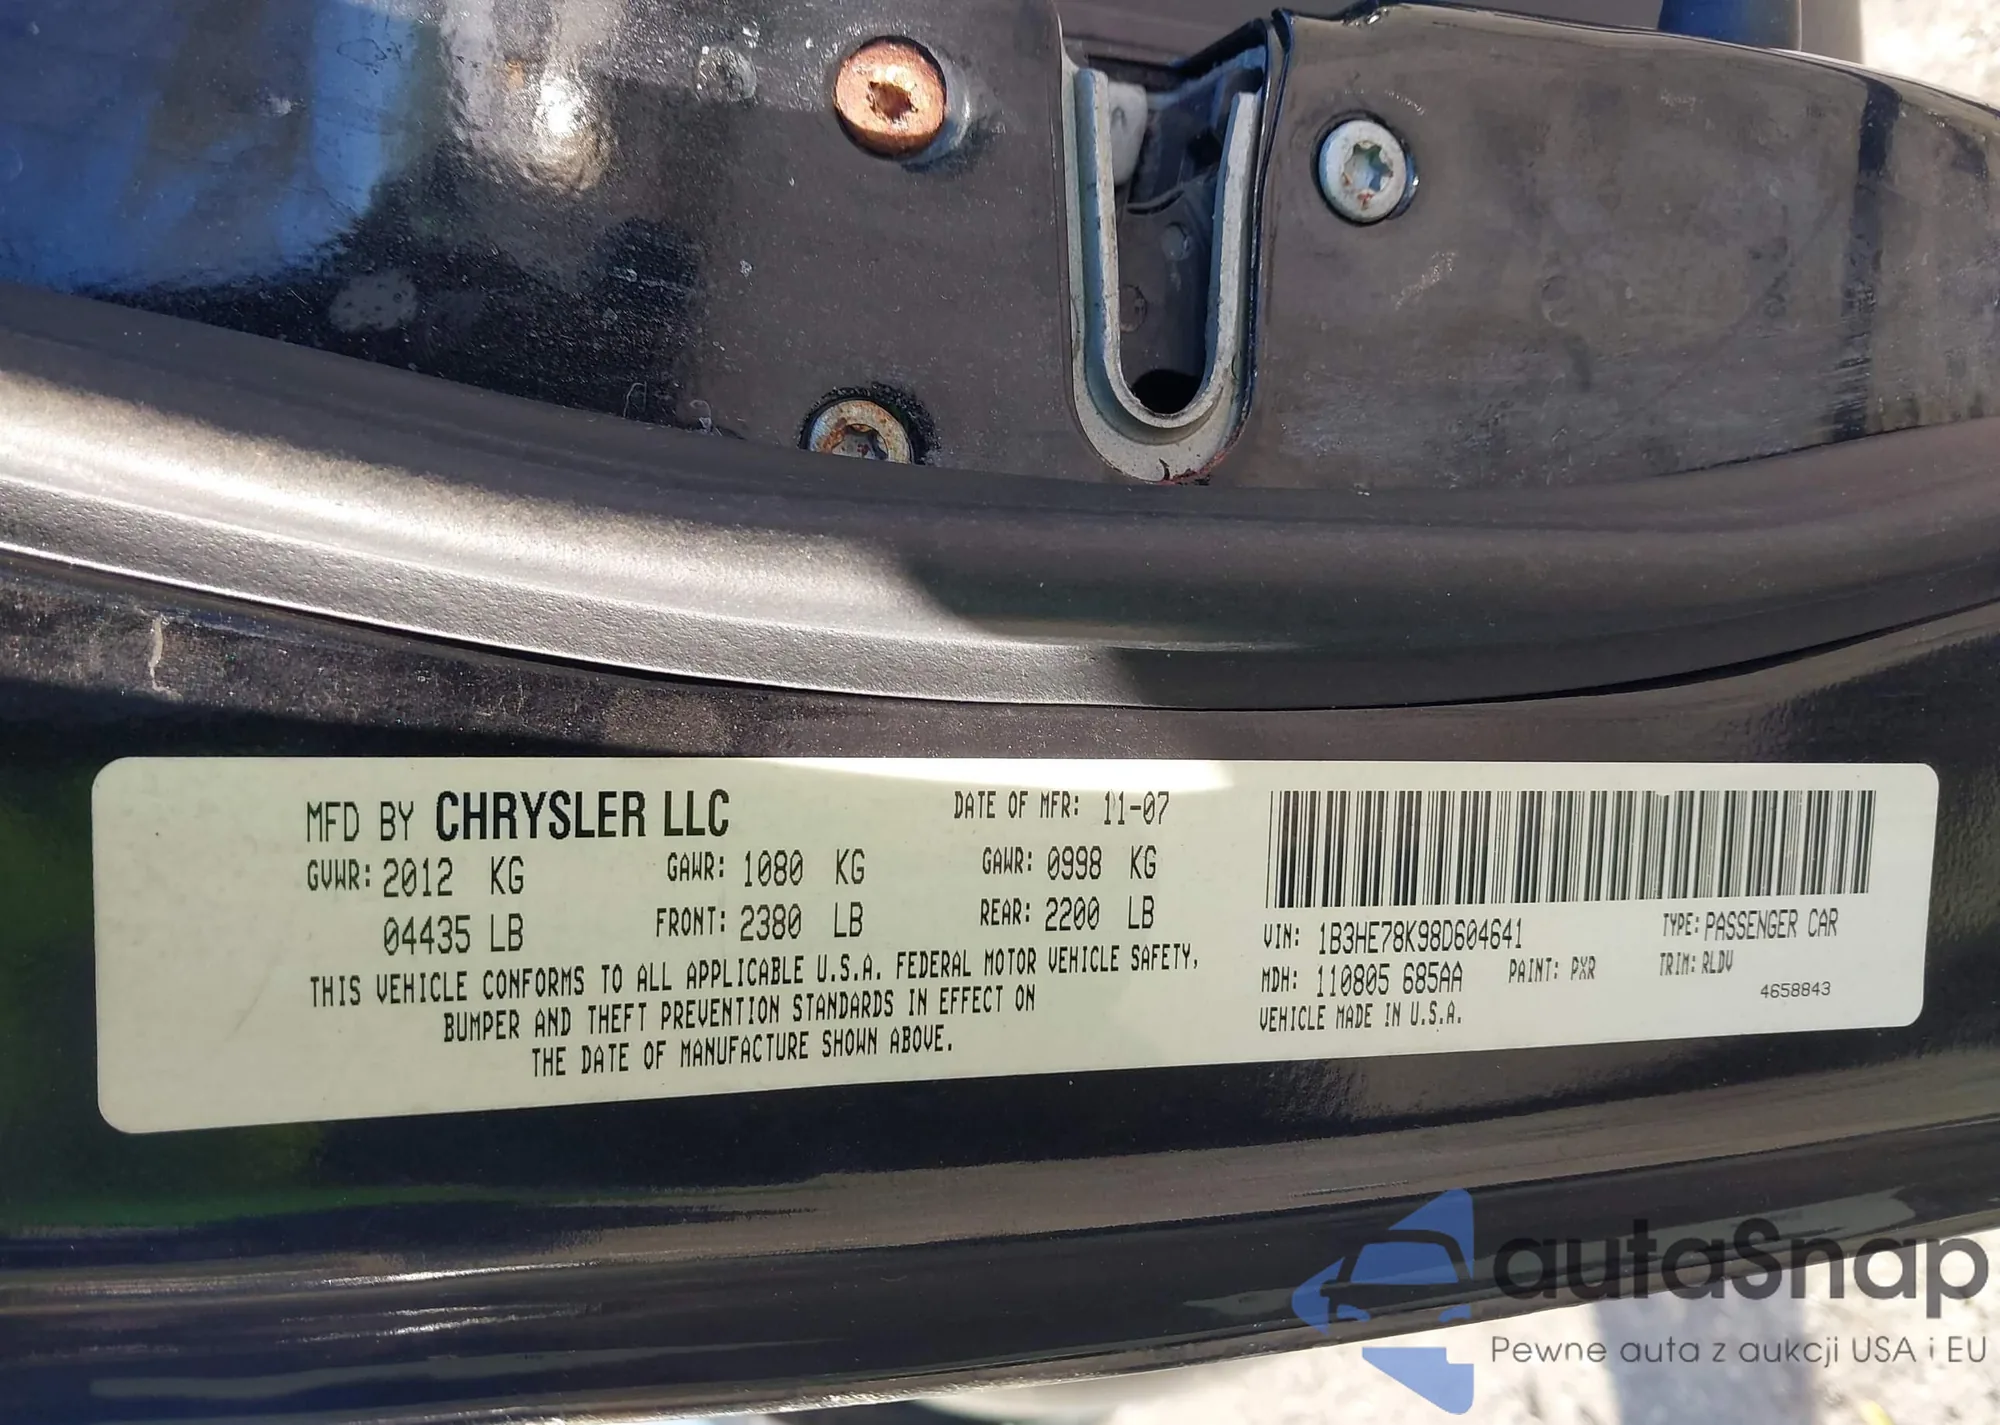 MFD BY CHRYSLER LLC DATE OF MFR: 11-07
GVWR: 2012 KG GAWR: 1080 KG GAWR: 0998 KG
04435 LB FRONT: 2380 LB REAR: 2200 LB
THIS VEHICLE CONFORMS TO ALL APPLICABLE U.S.A. FEDERAL MOTOR VEHICLE SAFETY,
BUMPER AND THEFT PREVENTION STANDARDS IN EFFECT ON
THE DATE OF MANUFACTURE SHOWN ABOVE.
VIN: 1B3HE78K98D604641 TYPE: PASSENGER CAR
MDH: 110805 685AA PAINT: PXR TRIM: RLDV
VEHICLE MADE IN U.S.A. 4658843
autaSnap
Pewne auta z aukcji USA i EU